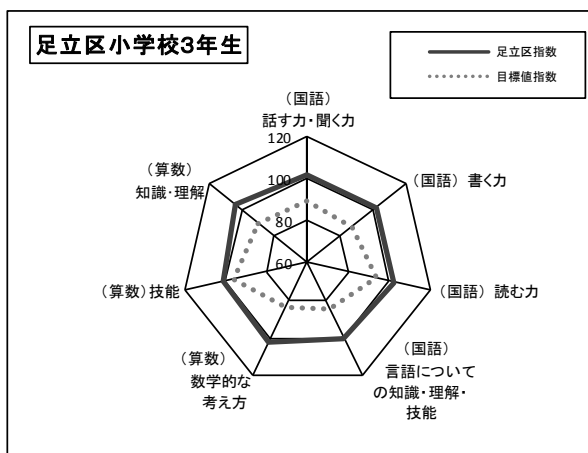 足立区小学校3年生
足立区指数
目標値指数
（国語）
話す力・聞く力
（国語）書く力
（国語）読む力
（国語）
言語について
の知識・理解・
技能
（算数）
数学的な
考え方
（算数）技能
（算数）
知識・理解
120
100
80
60